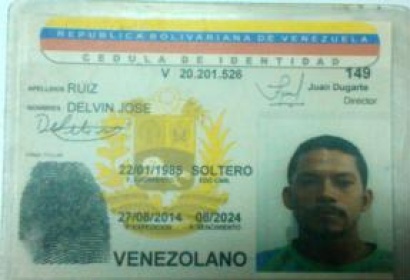 REPUBLICA BOLIVARIANA DE VENEZUELA
CEDULA DE IDENTIDAD
V 20.201.526 149
APELLIDOS RUIZ
Juan Dugarte
Director
NOMBRES DELVIN JOSE
22/01/1985 SOLTERO
F. NACIMIENTO EDO. CIVIL
27/08/2014 08/2024
F. EXPEDICION F. VENCIMIENTO
VENEZOLANO